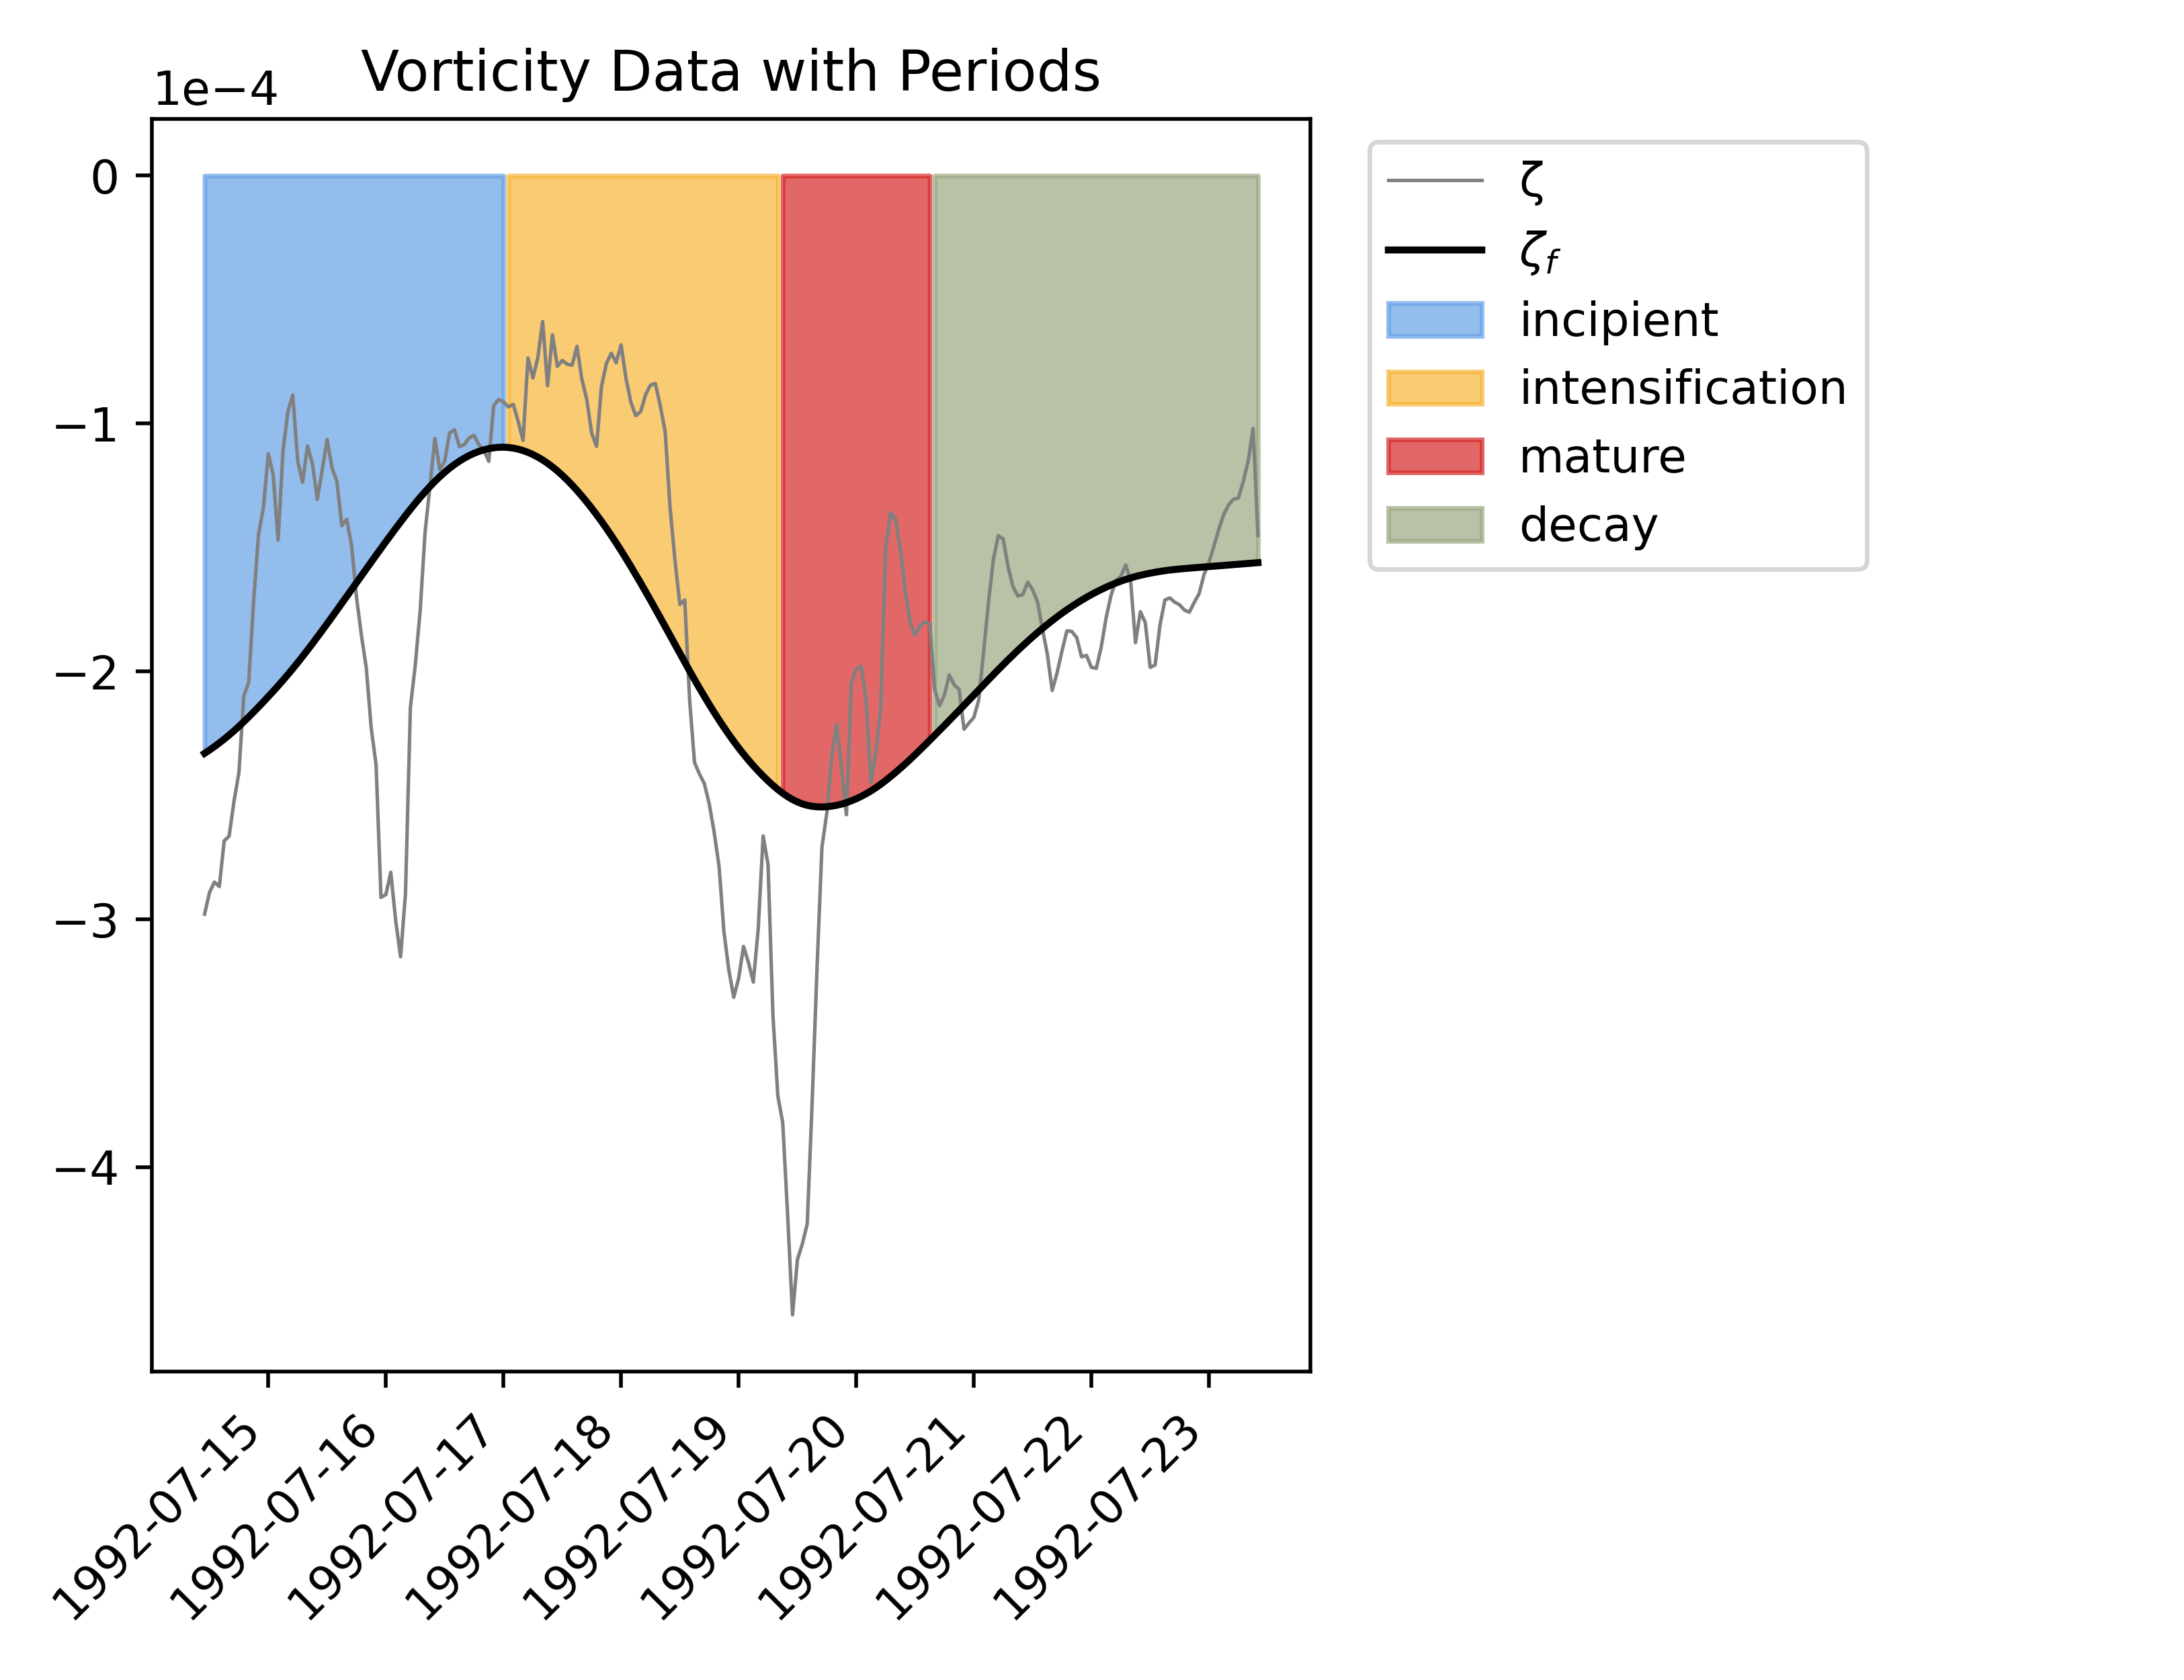 Vorticity Data with Periods
1e−4
0
−1
−2
−3
−4
1992-07-15
1992-07-16
1992-07-17
1992-07-18
1992-07-19
1992-07-20
1992-07-21
1992-07-22
1992-07-23
ζ
ζf
incipient
intensification
mature
decay